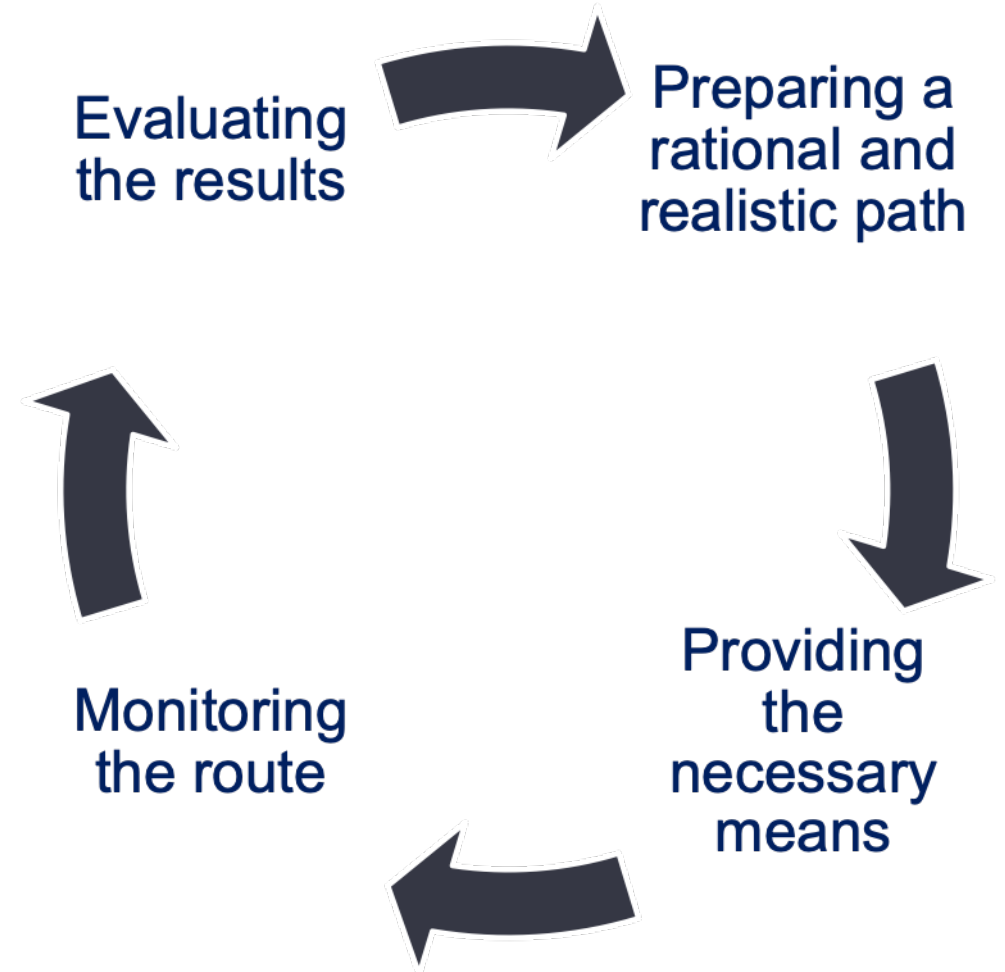 Evaluating
the results
Preparing a
rational and
realistic path
Providing
the
necessary
means
Monitoring
the route